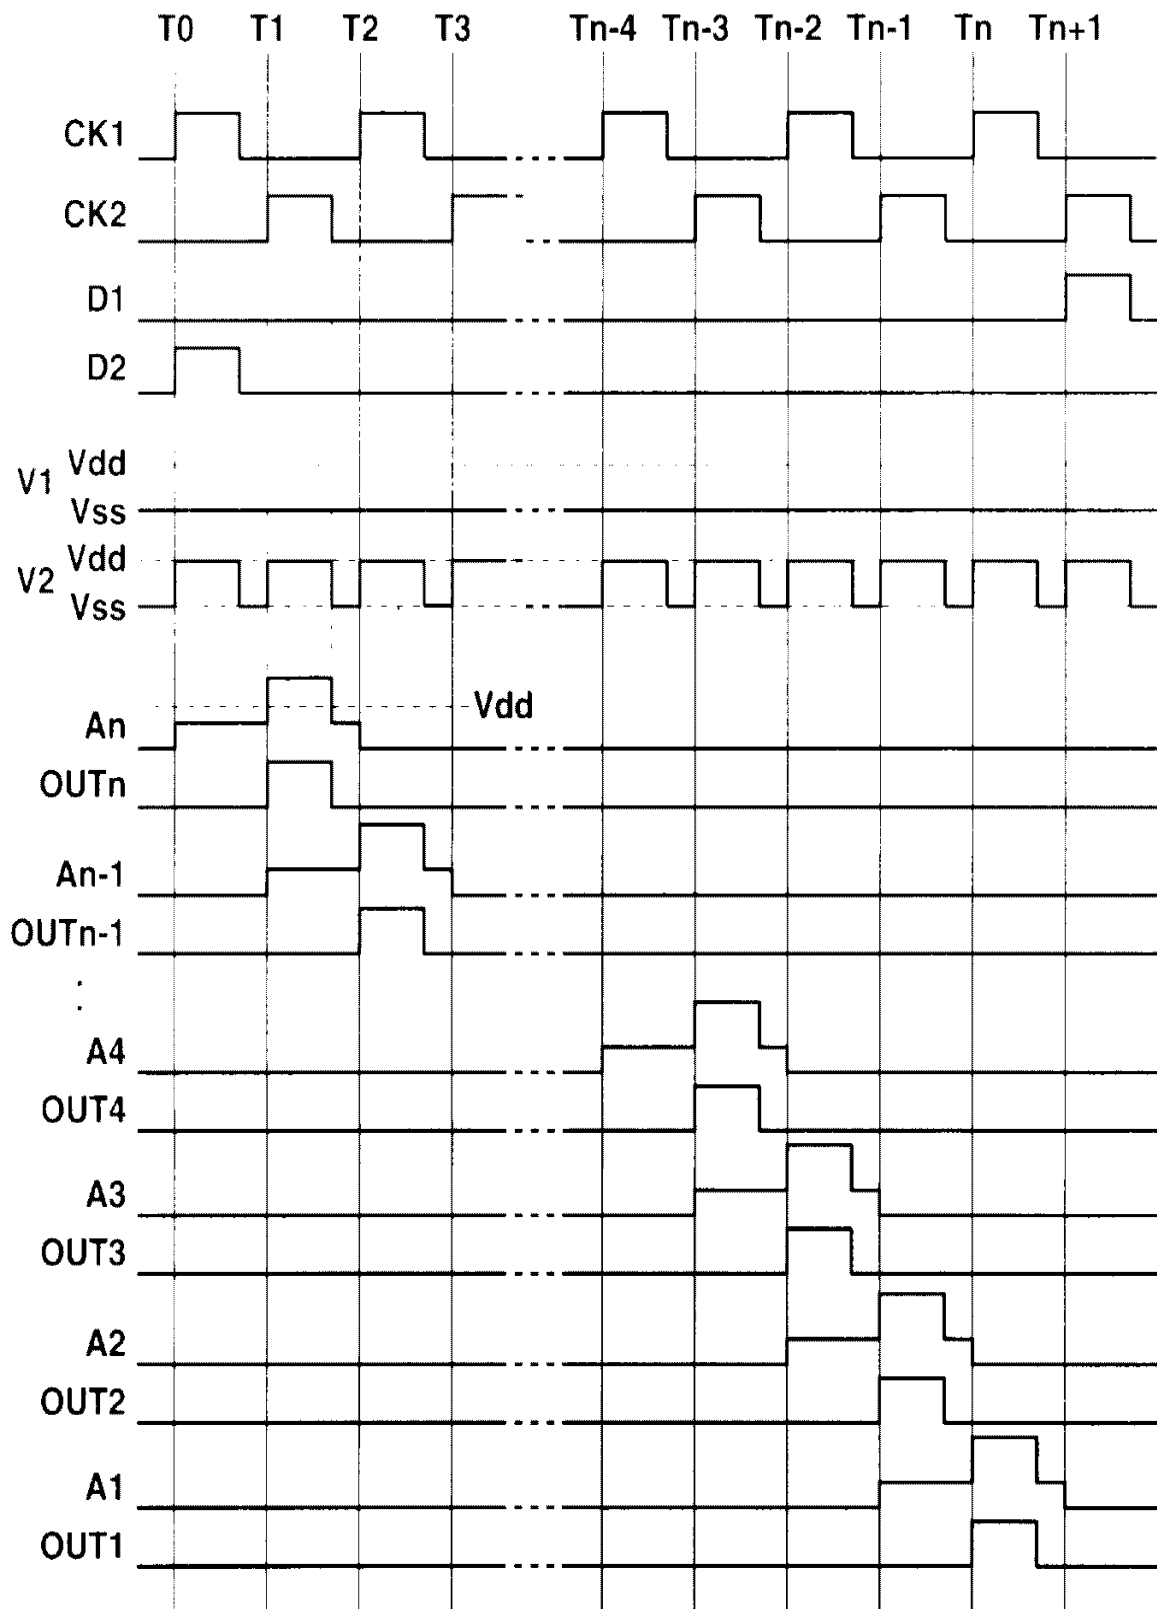 T0 T1 T2 T3 Tn-4 Tn-3 Tn-2 Tn-1 Tn Tn+1
CK1
CK2
D1
D2
V1 Vdd
Vss
V2 Vdd
Vss
Vdd
An
OUTn
An-1
OUTn-1
:
A4
OUT4
A3
OUT3
A2
OUT2
A1
OUT1